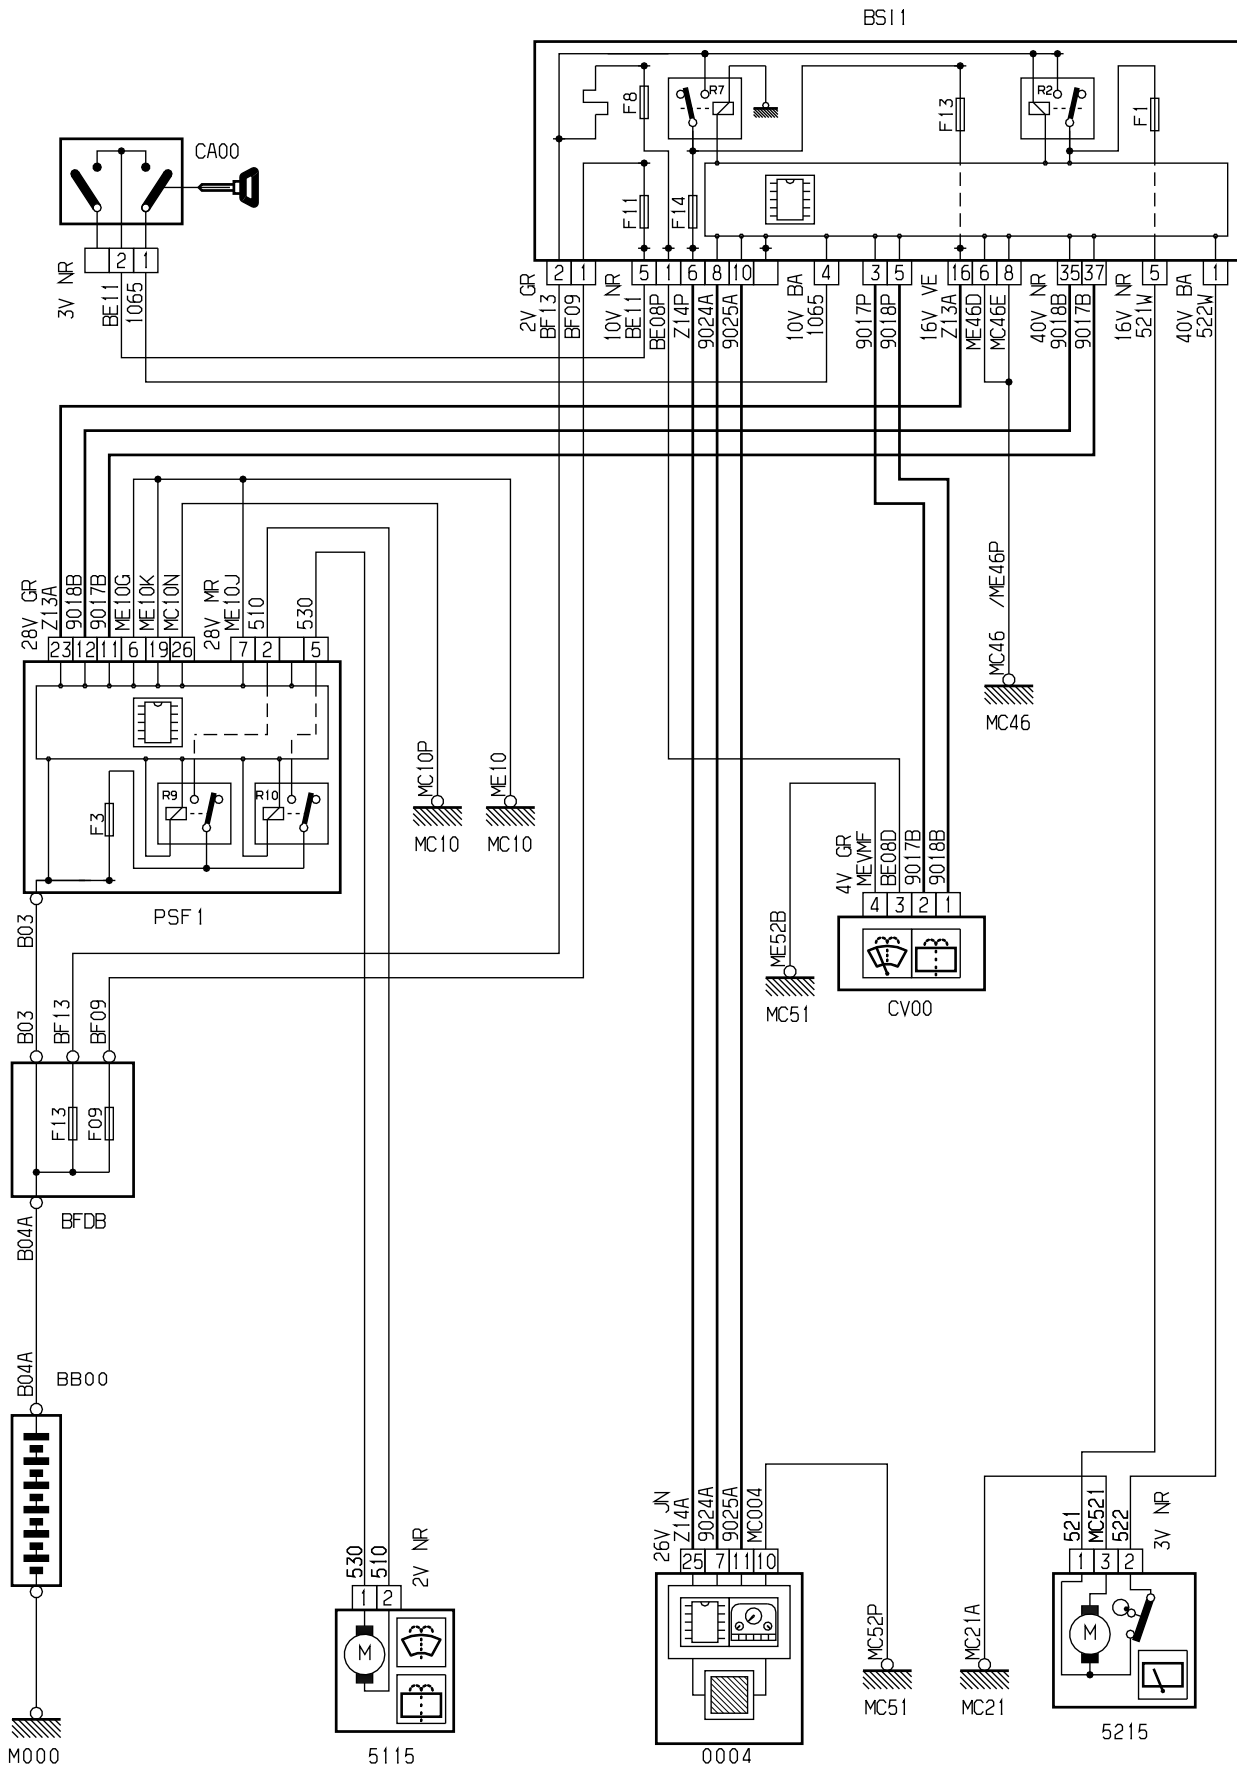 BSI1
F8
R7
F13
R2
F1
CA00
F11
F14
2 1
2 1 5 1 6 8 10 4 3 5 16 6 8 35 37 5 1
3V NR
BE11
1065
2V GR
BF13
BF09
10V NR
BE11
BE08P
Z14P
9024A
9025A
10V BA
1065
9017P
9018P
16V VE
Z13A
ME46D
MC46E
40V NR
9018B
9017B
16V NR
521W
40V BA
522W
28V GR
Z13A
9018B
9017B
ME10G
ME10K
MC10N
28V MR
ME10J
510
530
23 12 11 6 19 26 7 2 5
MC46 /ME46P
MC46
R9
R10
F3
MC10P
ME10
MC10
MC10
PSF1
4V GR
MEVMF
BE08D
9017B
9018B
4 3 2 1
CV00
ME52B
MC51
B03
B03
BF13
BF09
F13
F09
BFDB
B04A
B04A
BB00
M000
530
510
2V NR
1 2
M
5115
26V JN
Z14A
9024A
9025A
MC004
25 7 11 10
0004
MC52P
MC51
MC21A
MC21
521
MC521
522
3V NR
1 3 2
M
5215